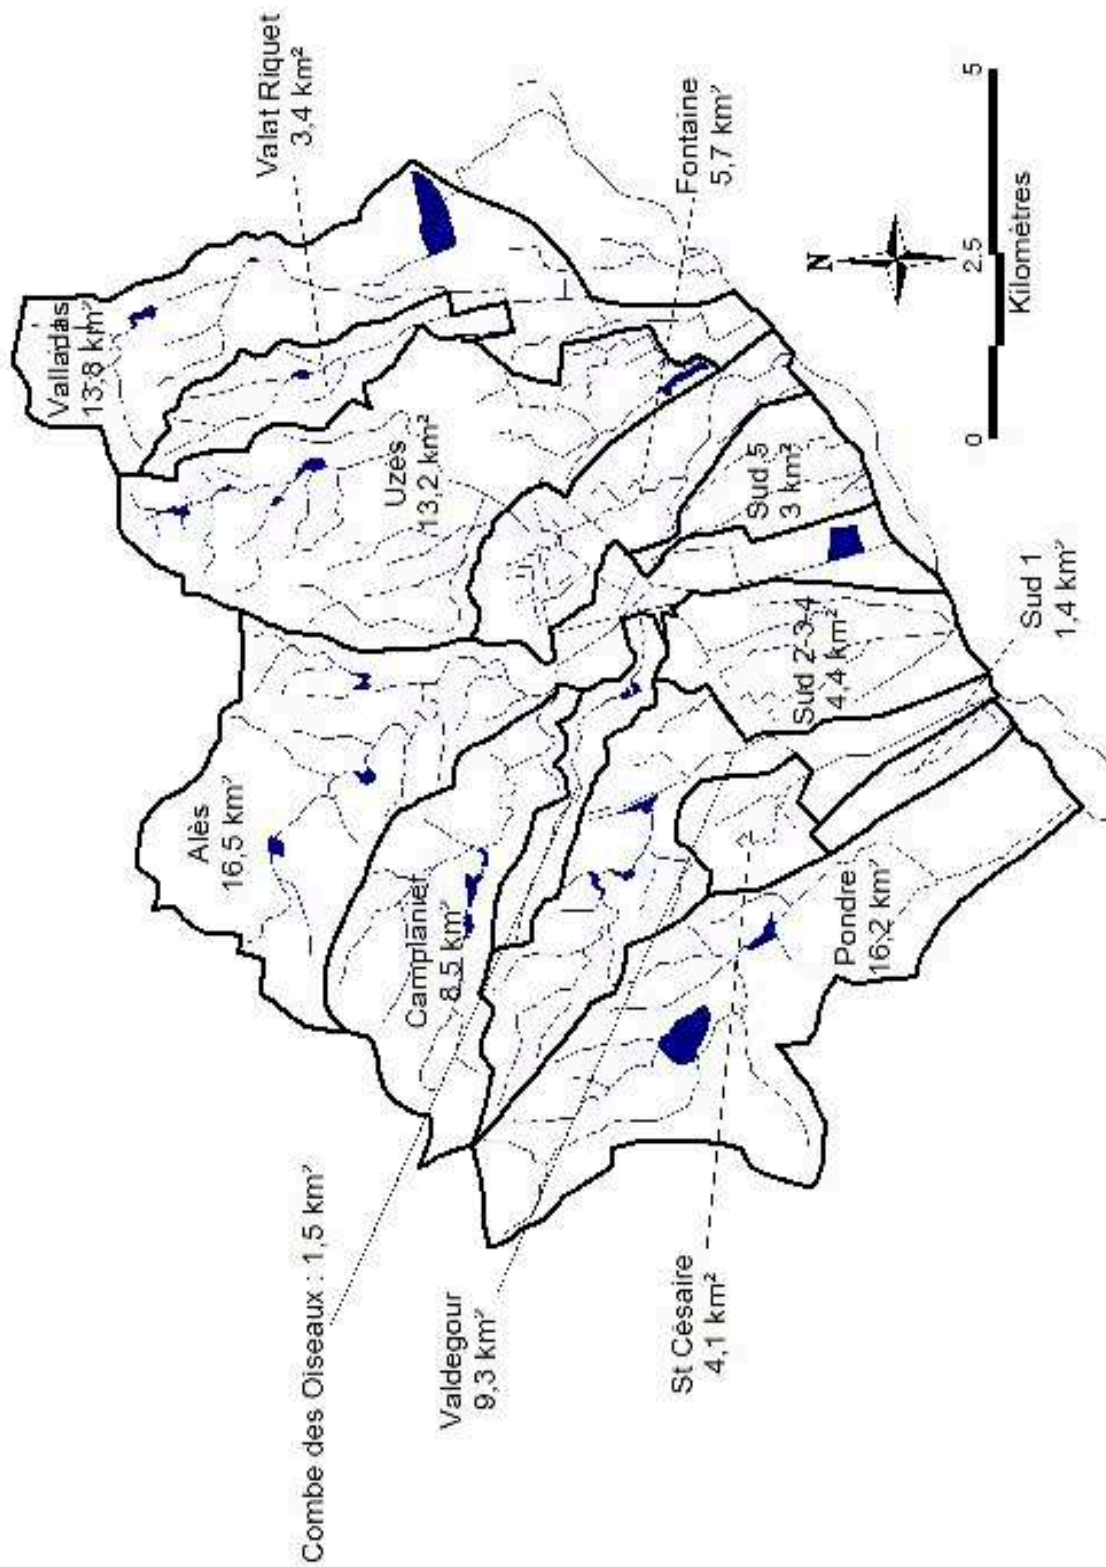 Valladas
13,8 km²
Valat Riquet
3,4 km²
Alès
16,5 km²
Uzès
13,2 km²
Fontaine
5,7 km²
Combe des Oiseaux : 1,5 km²
Camplanier
8,5 km²
Valdegour
9,3 km²
St Césaire
4,1 km²
Pondre
16,2 km²
Sud 2-3-4
4,4 km²
Sud 5
3 km²
Sud 1
1,4 km²
N
0 2,5 5
Kilomètres